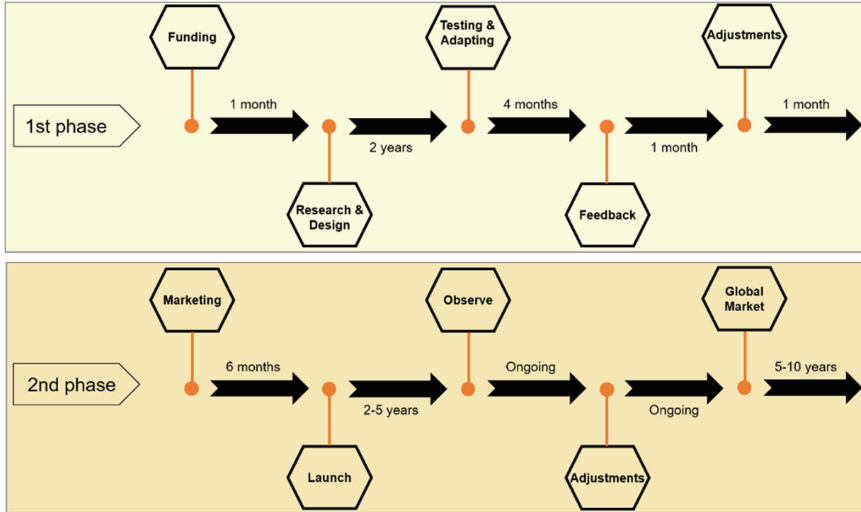 Funding
Testing &
Adapting
Adjustments
1st phase
1 month
2 years
4 months
1 month
1 month
Research &
Design
Feedback
Marketing
Observe
Global
Market
2nd phase
6 months
2-5 years
Ongoing
Ongoing
5-10 years
Launch
Adjustments